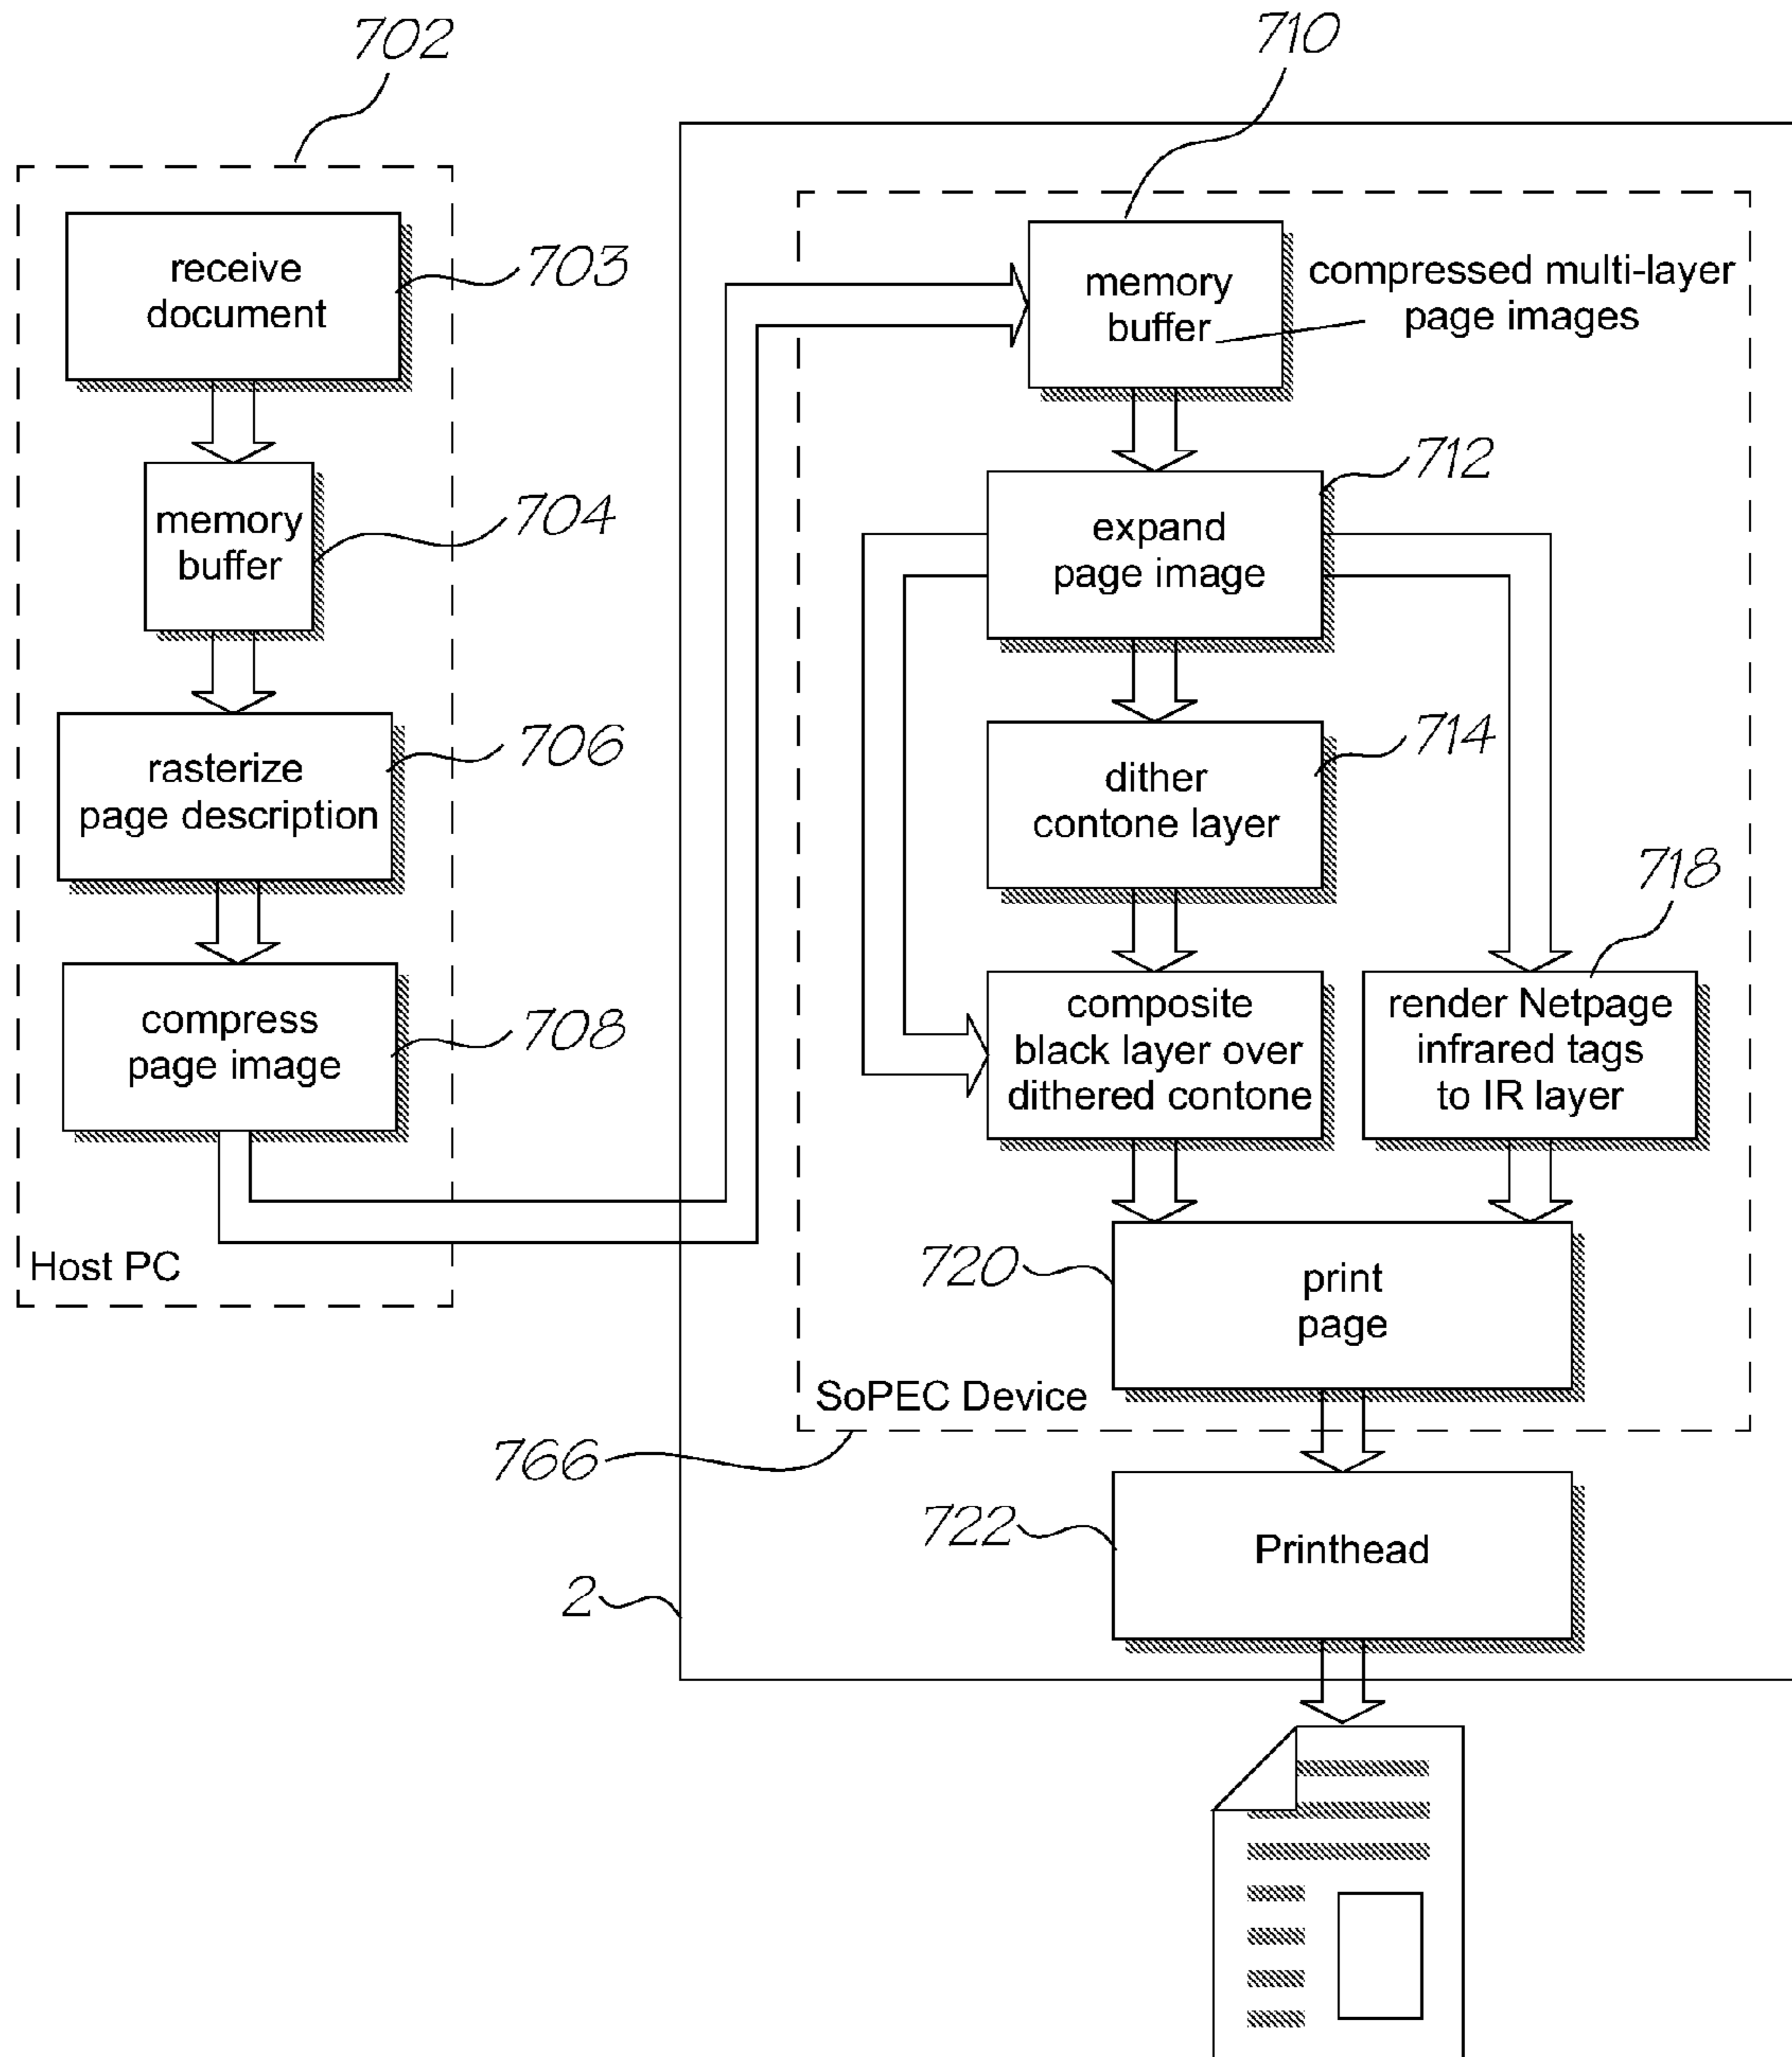 702
710
receive
document
703
memory
buffer
compressed multi-layer
page images
memory
buffer
704
expand
page image
712
rasterize
page description
706
dither
contone layer
714
718
compress
page image
708
composite
black layer over
dithered contone
render Netpage
infrared tags
to IR layer
Host PC
720
print
page
SoPEC Device
766
722
Printhead
2